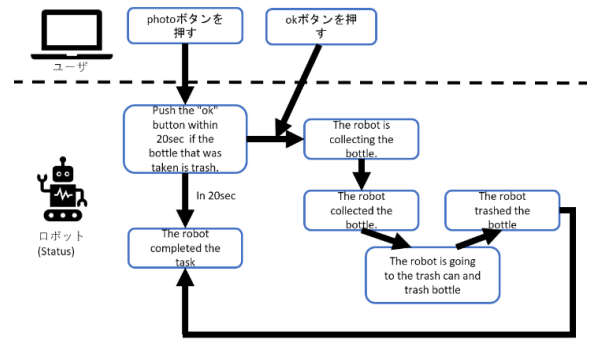 photoボタンを
押す
okボタンを押
す
ユーザ
Push the "ok"
button within
20sec if the
bottle that was
taken is trash.
The robot is
collecting the
bottle.
In 20sec
The robot
collected the
bottle.
The robot
trashed the
bottle
ロボット
(Status)
The robot
completed the
task
The robot is going
to the trash can and
trash bottle